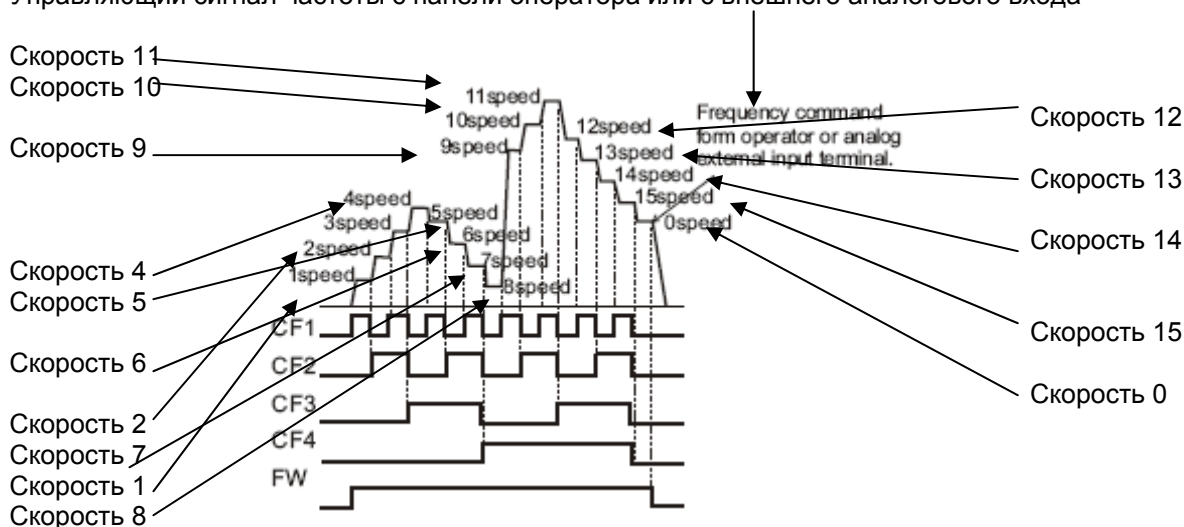 Управляющий сигнал частоты с панели оператора или с внешнего аналогового входа
Скорость 11
Скорость 10
Скорость 9
Скорость 4
Скорость 5
Скорость 6
Скорость 2
Скорость 7
Скорость 1
Скорость 8
11speed
10speed
9speed
4speed
3speed
2speed
1speed
5speed
6speed
7speed
8speed
12speed
13speed
14speed
15speed
0speed
Frequency command
form operator or analog
external input terminal.
CF1
CF2
CF3
CF4
FW
Скорость 12
Скорость 13
Скорость 14
Скорость 15
Скорость 0